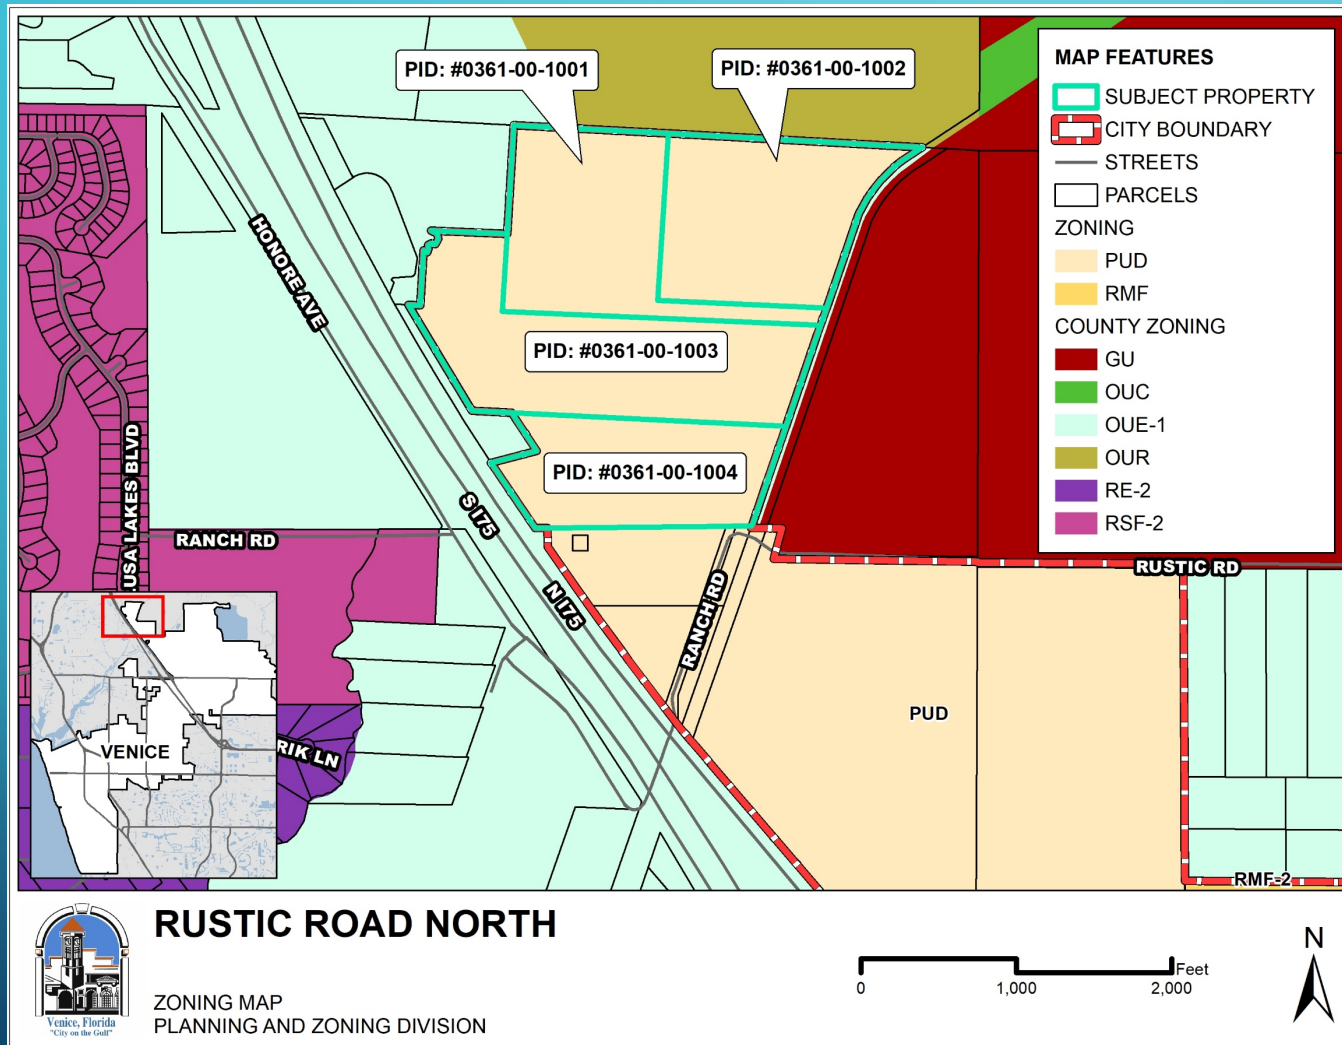 PID: #0361-00-1001
PID: #0361-00-1002
PID: #0361-00-1003
PID: #0361-00-1004
HONORE AVE
S I75
N I75
LUSA LAKES BLVD
RANCH RD
RANCH RD
RUSTIC RD
RIK LN
PUD
RMF-2
VENICE
MAP FEATURES
SUBJECT PROPERTY
CITY BOUNDARY
STREETS
PARCELS
ZONING
PUD
RMF
COUNTY ZONING
GU
OUC
OUE-1
OUR
RE-2
RSF-2
Venice, Florida
"City on the Gulf"
RUSTIC ROAD NORTH
ZONING MAP
PLANNING AND ZONING DIVISION
0 1,000 2,000
Feet
N